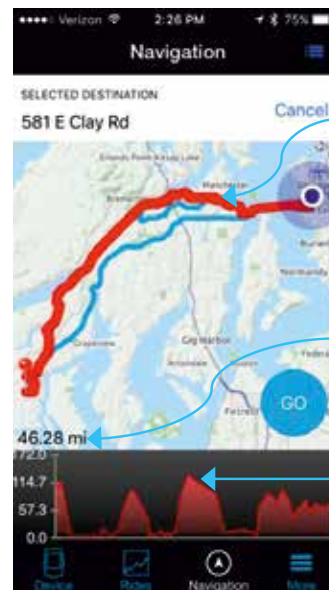 Verizon 2:26 PM 75%
Navigation
SELECTED DESTINATION
581 E Clay Rd
Cancel
Manchester
Grapeview
Gig Harbor
GO
46.28 mi
172.0
114.7
57.3
0.0
Device Rides Navigation More